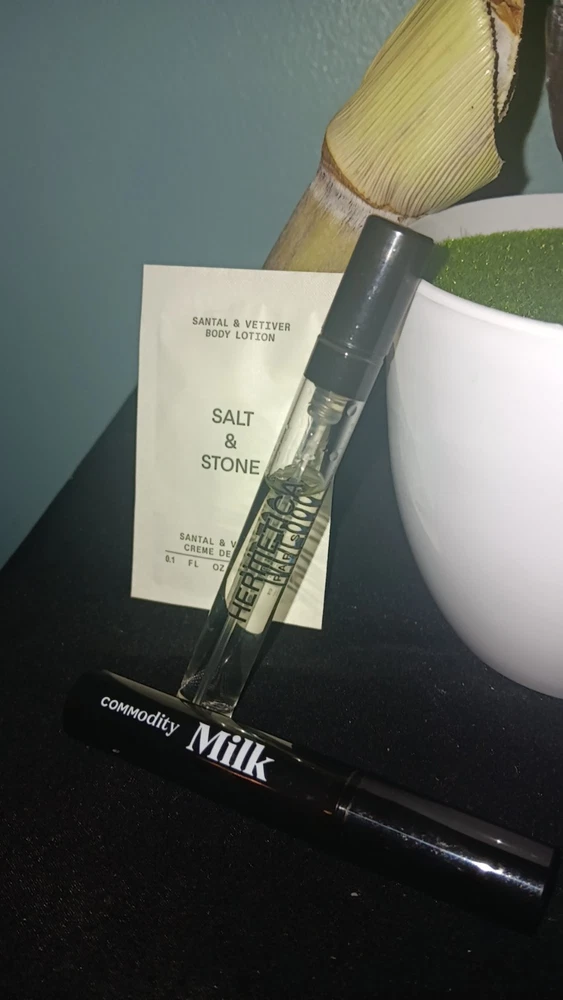 SANTAL & VETIVER
BODY LOTION
SALT
&
STONE
SANTAL & V
CREME DE
0.1 FL OZ
HERMETICA
COMMOdity
Milk